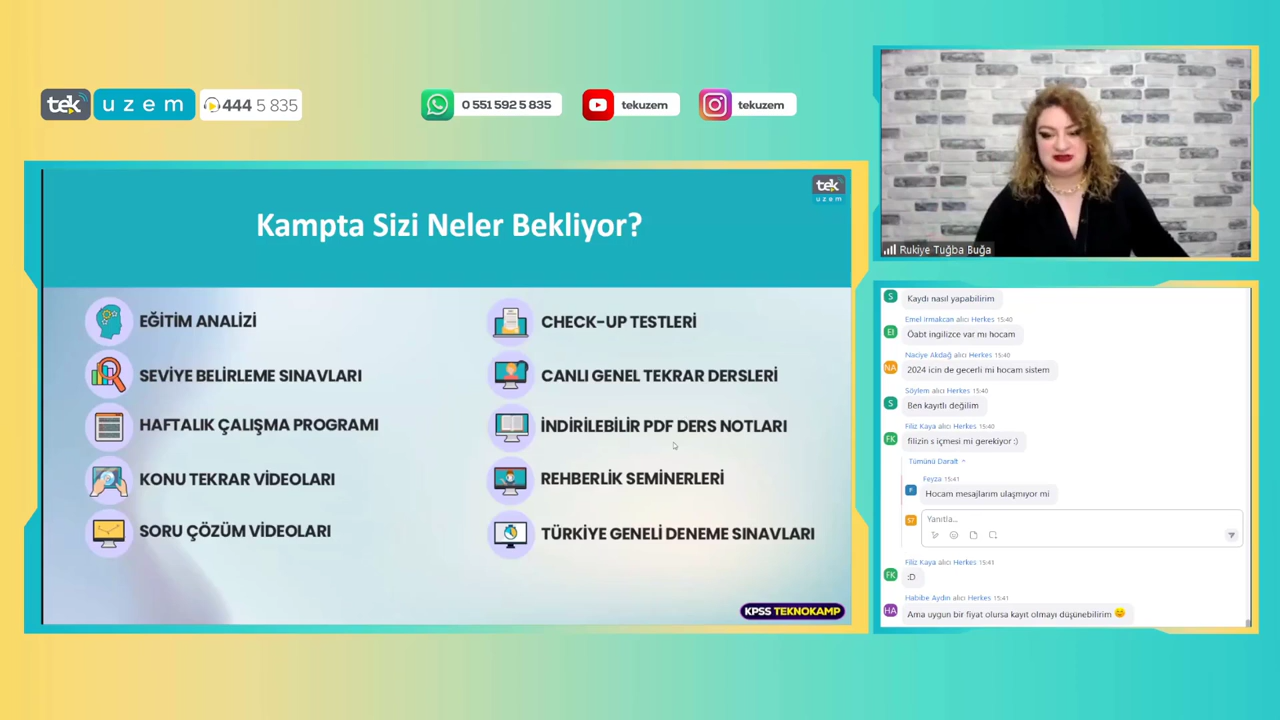 tek uzem 444 5 835
0 551 592 5 835
tekuzem
tekuzem
tek
uzem
Kampta Sizi Neler Bekliyor?
EĞİTİM ANALİZİ
SEVİYE BELİRLEME SINAVLARI
HAFTALIK ÇALIŞMA PROGRAMI
KONU TEKRAR VİDEOLARI
SORU ÇÖZÜM VİDEOLARI
CHECK-UP TESTLERİ
CANLI GENEL TEKRAR DERSLERİ
İNDİRİLEBİLİR PDF DERS NOTLARI
REHBERLİK SEMİNERLERİ
TÜRKİYE GENELİ DENEME SINAVLARI
KPSS TEKNOKAMP
Rukiye Tuğba Buğa
S
Kaydı nasıl yapabilirim
Emel irmakcan alıcı Herkes 15:40
EI
Öabt ingilizce var mı hocam
Naciye Akdağ alıcı Herkes 15:40
NA
2024 icin de gecerli mi hocam sistem
Söylem alıcı Herkes 15:40
S
Ben kayıtlı değilim
Filiz Kaya alıcı Herkes 15:40
FK
filizin s içmesi mi gerekiyor :)
Tümünü Daralt
Feyza 15:41
F
Hocam mesajlarım ulaşmıyor mi
Yanıtla...
Filiz Kaya alıcı Herkes 15:41
FK
:D
Habibe Aydın alıcı Herkes 15:41
HA
Ama uygun bir fiyat olursa kayıt olmayı düşünebilirim 😊